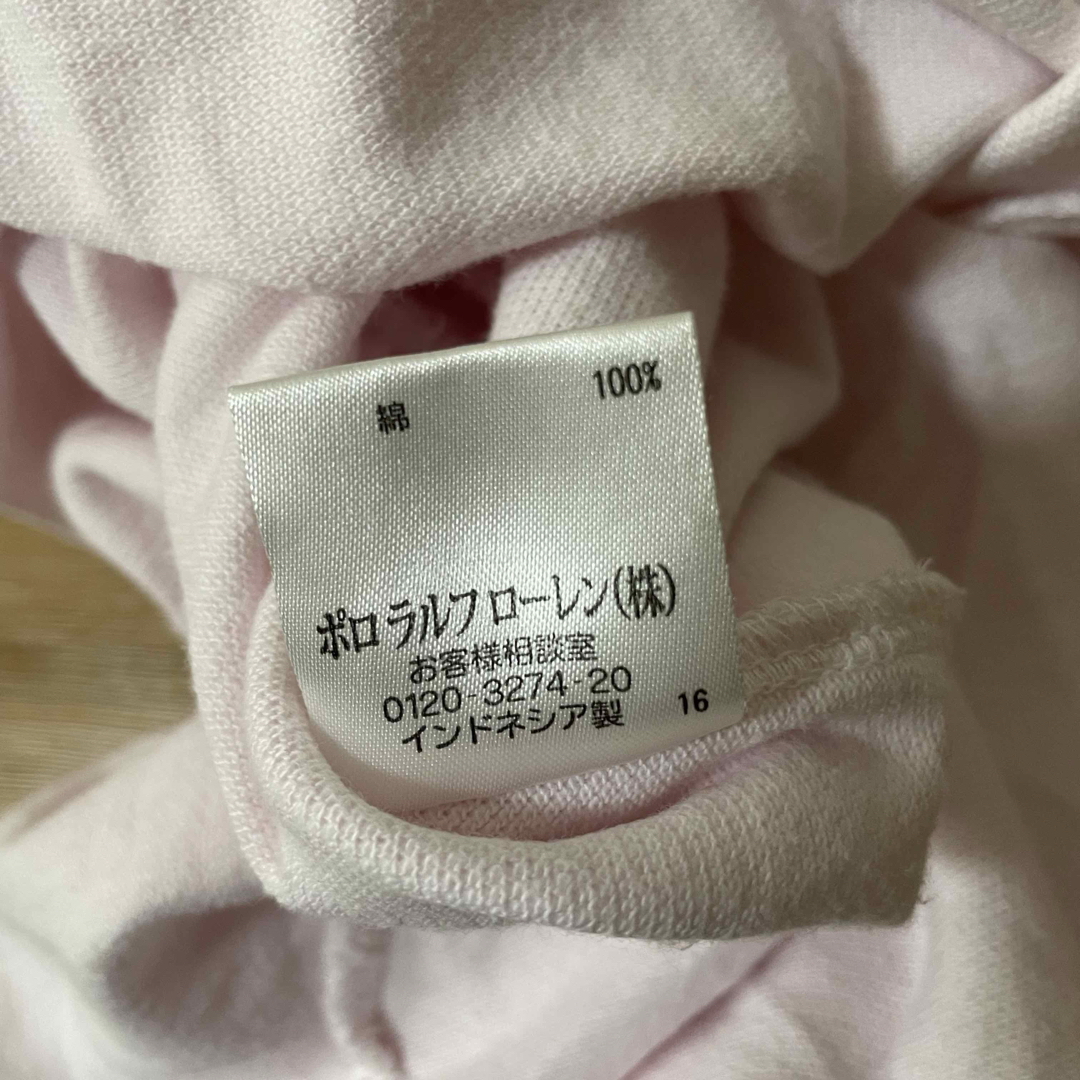 綿 100%
ポロ ラルフ ローレン(株)
お客様相談室
0120-3274-20
インドネシア製 16